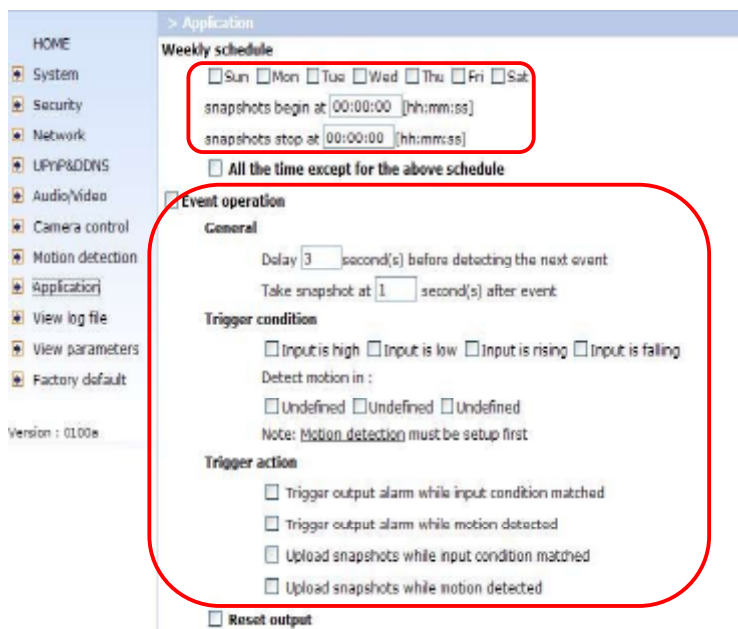 > Application
HOME
System
Security
Network
UPnP&DDNS
Audio/Video
Camera control
Motion detection
Application
View log file
View parameters
Factory default
Version : 0100e
Weekly schedule
Sun Mon Tue Wed Thu Fri Sat
snapshots begin at 00:00:00 [hh:mm:ss]
snapshots stop at 00:00:00 [hh:mm:ss]
All the time except for the above schedule
Event operation
General
Delay 3 second(s) before detecting the next event
Take snapshot at 1 second(s) after event
Trigger condition
Input is high Input is low Input is rising Input is falling
Detect motion in :
Undefined Undefined Undefined
Note: Motion detection must be setup first
Trigger action
Trigger output alarm while input condition matched
Trigger output alarm while motion detected
Upload snapshots while input condition matched
Upload snapshots while motion detected
Reset output